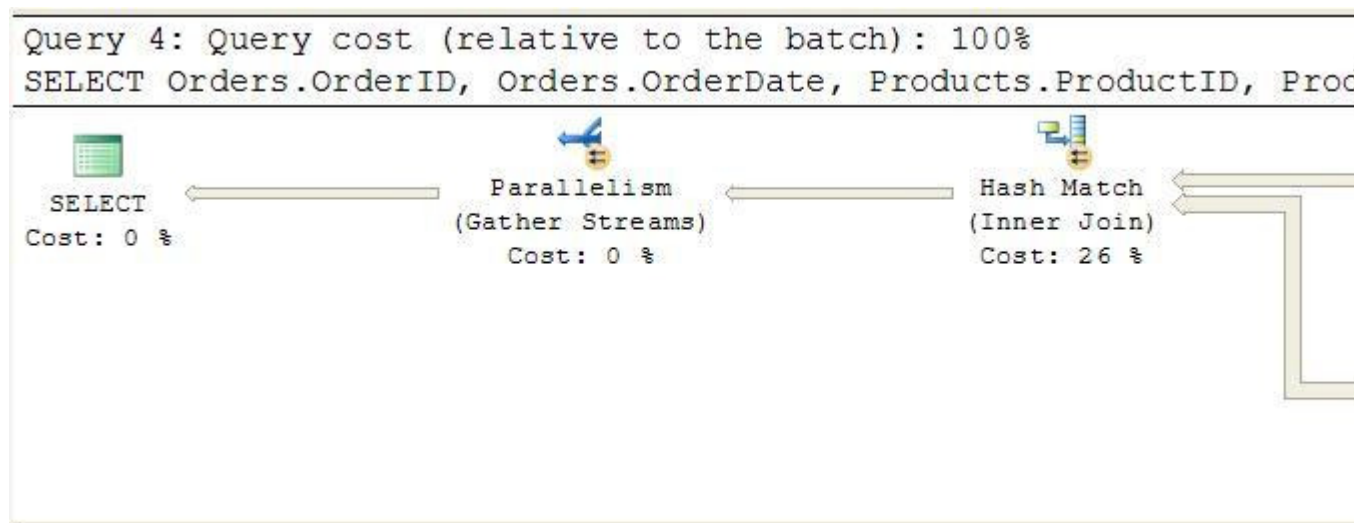 Query 4: Query cost (relative to the batch): 100%
SELECT Orders.OrderID, Orders.OrderDate, Products.ProductID, Prod
SELECT
Cost: 0 %
Parallelism
(Gather Streams)
Cost: 0 %
Hash Match
(Inner Join)
Cost: 26 %